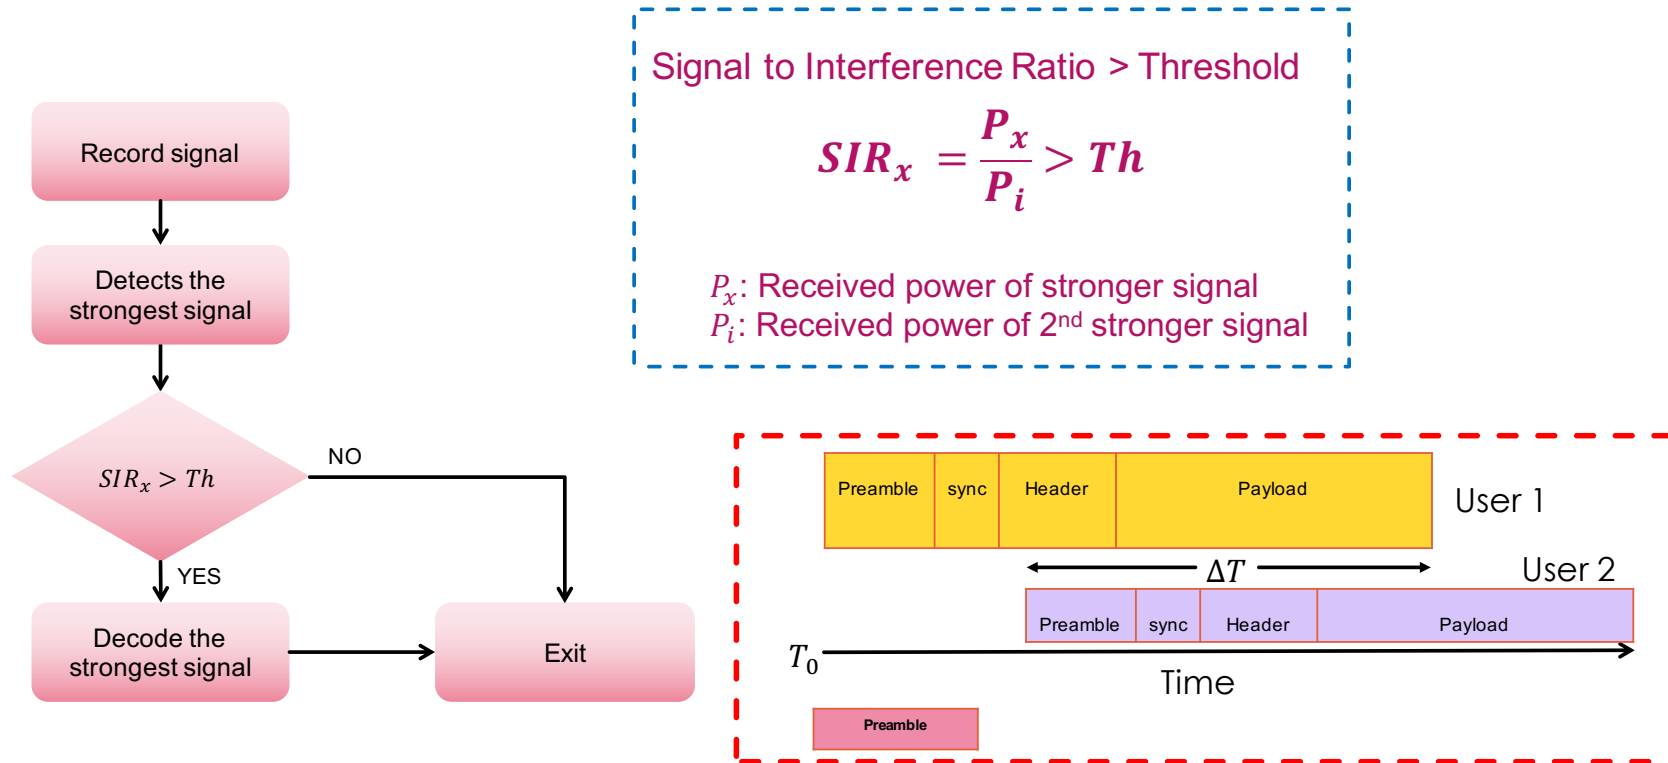 Record signal
Detects the
strongest signal
SIRₓ > Th
NO
YES
Decode the
strongest signal
Exit
Signal to Interference Ratio > Threshold
SIRₓ = Pₓ/Pᵢ > Th
Pₓ: Received power of stronger signal
Pᵢ: Received power of 2nd stronger signal
Preamble sync Header Payload
User 1
ΔT
User 2
Preamble sync Header Payload
T₀
Time
Preamble